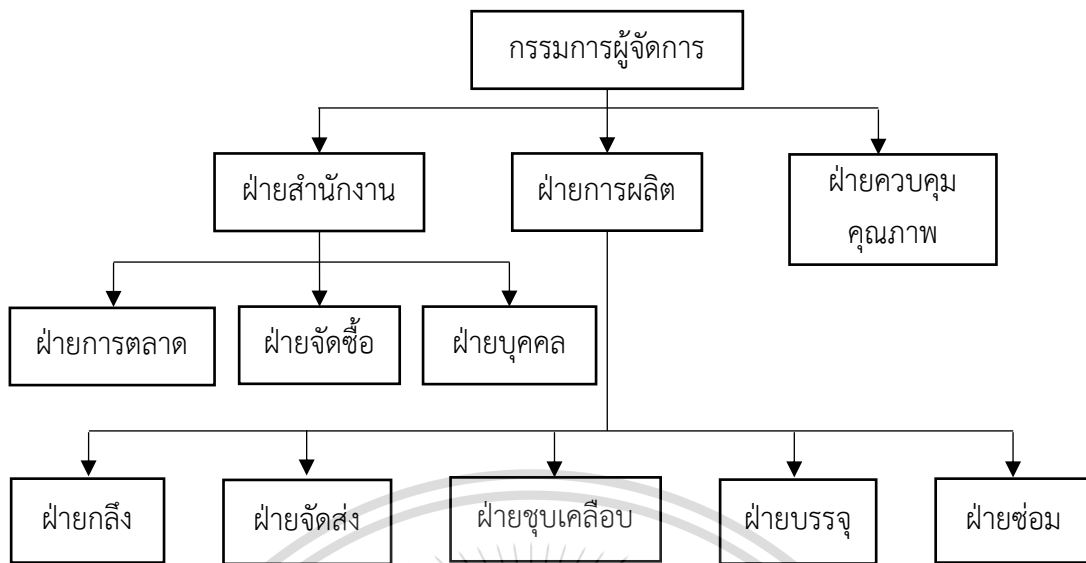 กรรมการผู้จัดการ
ฝ่ายสำนักงาน
ฝ่ายการผลิต
ฝ่ายควบคุม
คุณภาพ
ฝ่ายการตลาด
ฝ่ายจัดซื้อ
ฝ่ายบุคคล
ฝ่ายกลึง
ฝ่ายจัดส่ง
ฝ่ายชุบเคลือบ
ฝ่ายบรรจุ
ฝ่ายซ่อม